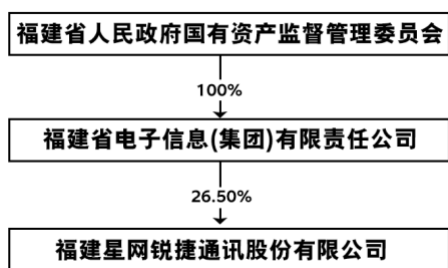 福建省人民政府国有资产监督管理委员会
100%
福建省电子信息(集团)有限责任公司
26.50%
福建星网锐捷通讯股份有限公司